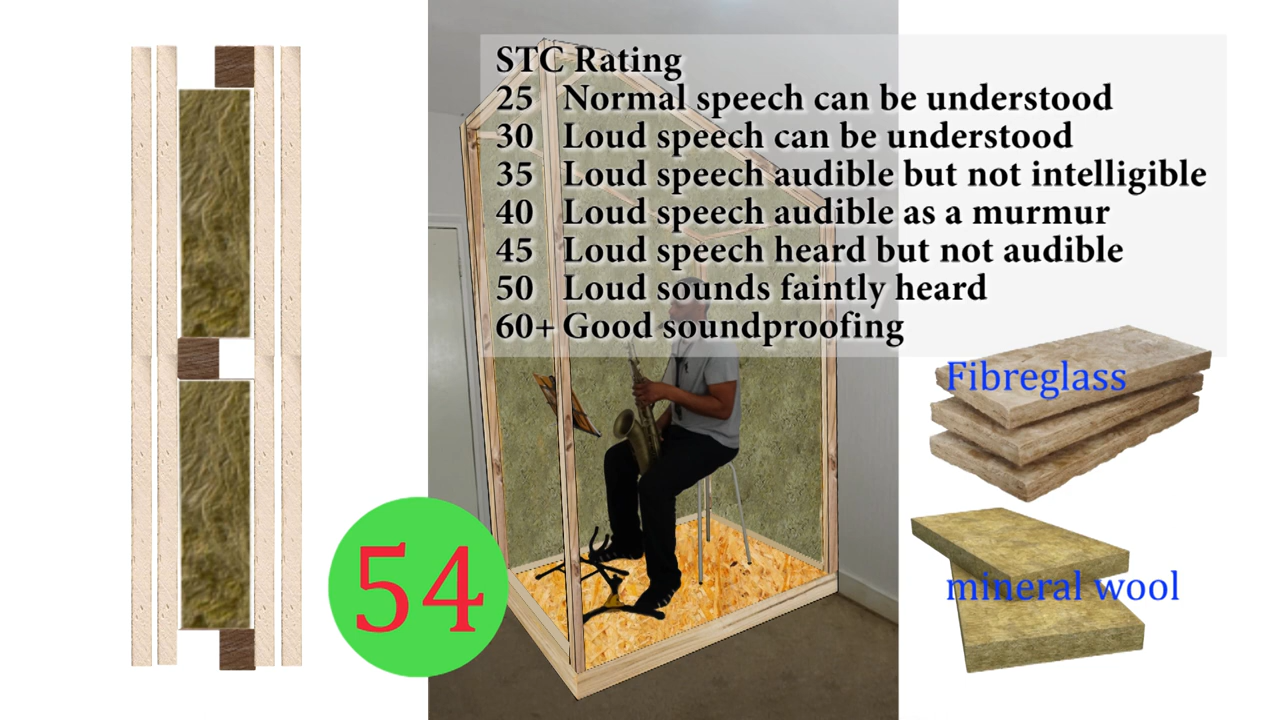 STC Rating
25 Normal speech can be understood
30 Loud speech can be understood
35 Loud speech audible but not intelligible
40 Loud speech audible as a murmur
45 Loud speech heard but not audible
50 Loud sounds faintly heard
60+ Good soundproofing
Fibreglass
54
mineral wool